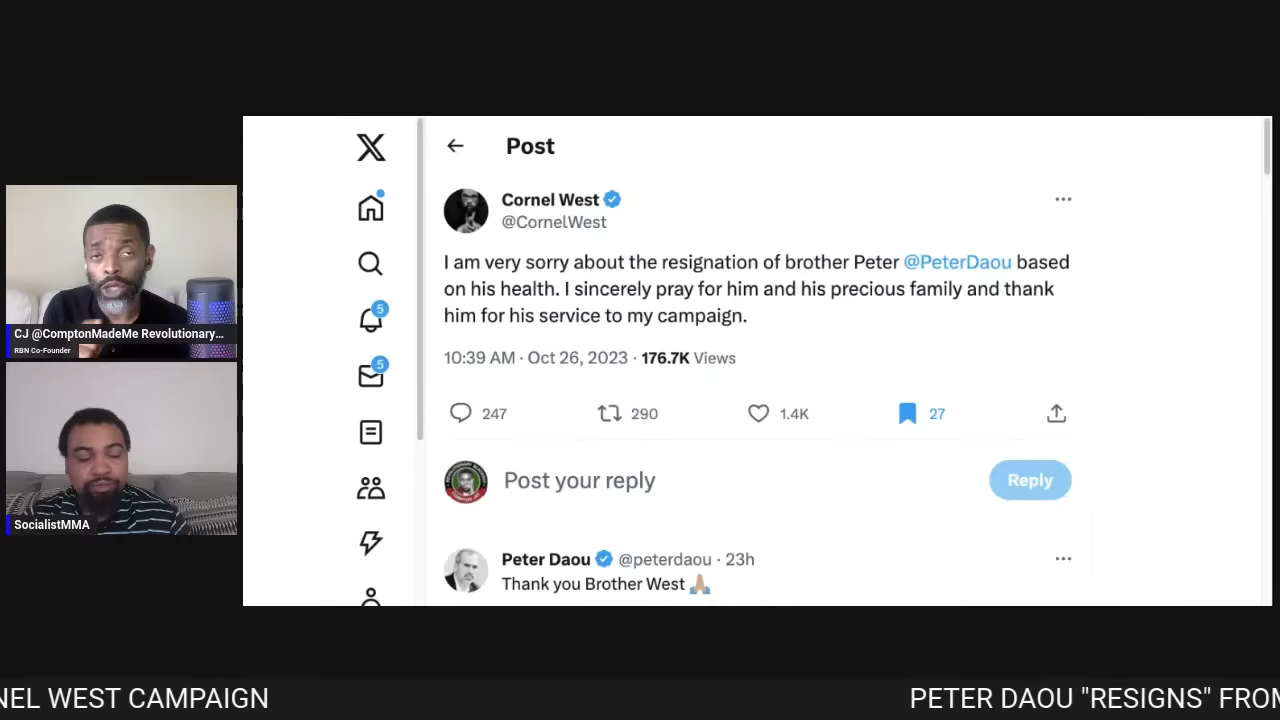 Post
Cornel West
@CornelWest
I am very sorry about the resignation of brother Peter @PeterDaou based
on his health. I sincerely pray for him and his precious family and thank
him for his service to my campaign.
10:39 AM · Oct 26, 2023 · 176.7K Views
247 290 1.4K 27
Post your reply
Reply
Peter Daou @peterdaou · 23h
Thank you Brother West 🙏🏽
5
5
CJ @ComptonMadeMe Revolutionary...
RBN Co-Founder
SocialistMMA
NEL WEST CAMPAIGN
PETER DAOU "RESIGNS" FROM